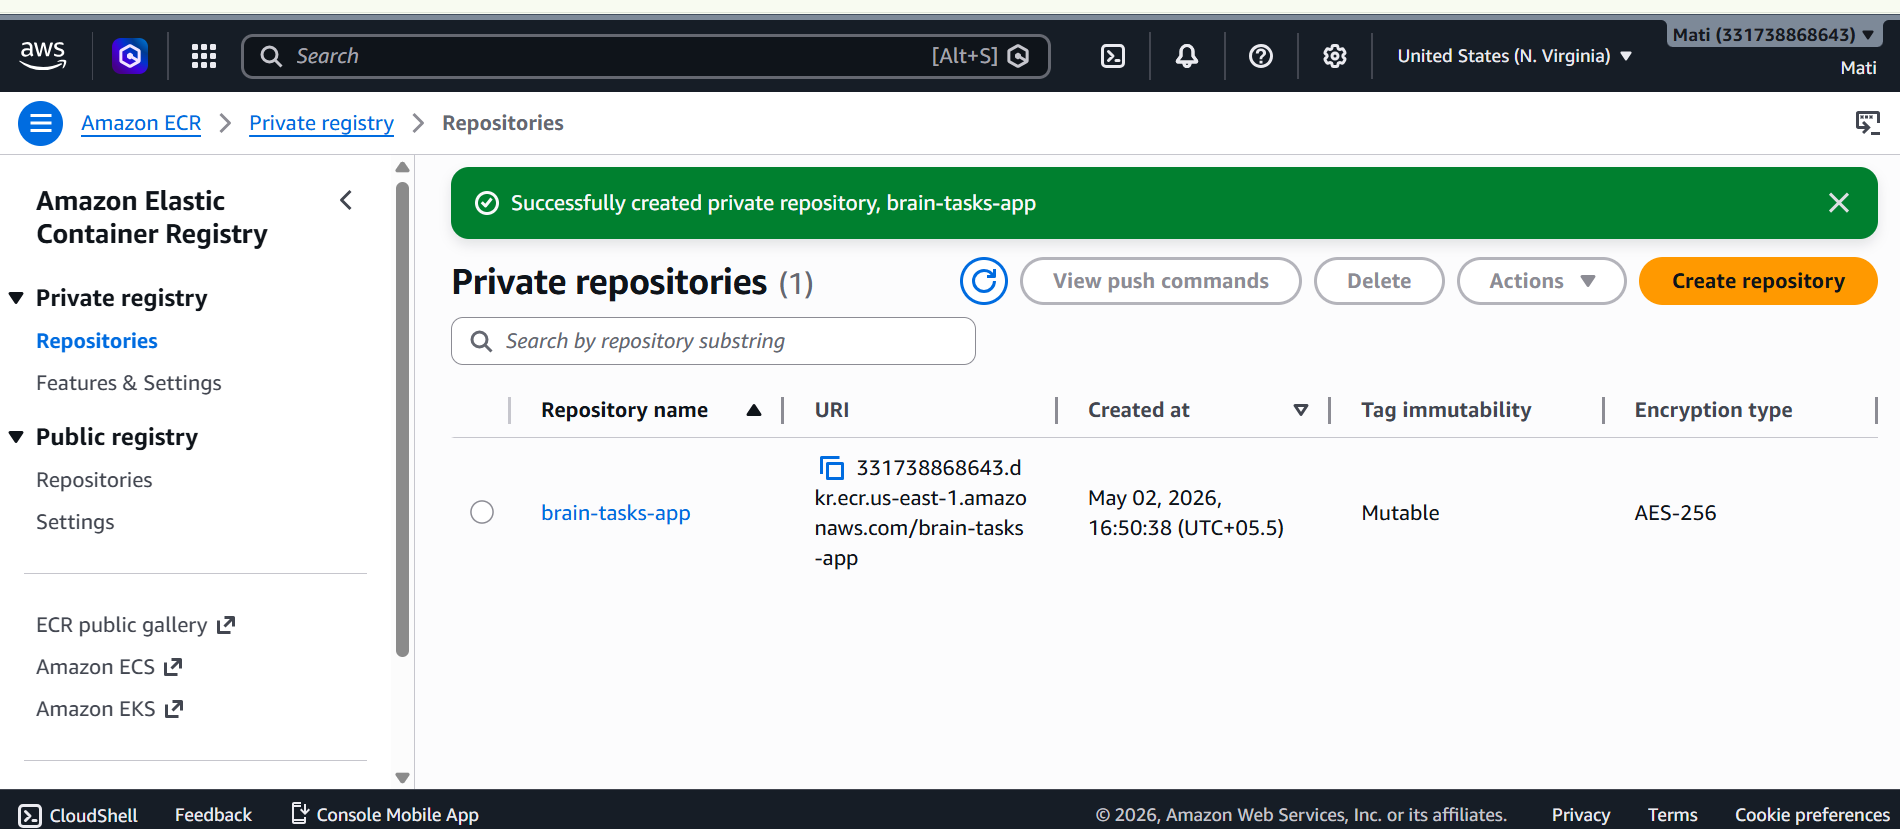 aws
Search
[Alt+S]
United States (N. Virginia)
Mati (331738868643)
Mati
Amazon ECR
Private registry
Repositories
Amazon Elastic
Container Registry
Private registry
Repositories
Features & Settings
Public registry
Repositories
Settings
ECR public gallery
Amazon ECS
Amazon EKS
Successfully created private repository, brain-tasks-app
Private repositories (1)
View push commands
Delete
Actions
Create repository
Search by repository substring
Repository name
URI
Created at
Tag immutability
Encryption type
brain-tasks-app
331738868643.d
kr.ecr.us-east-1.amazo
naws.com/brain-tasks
-app
May 02, 2026,
16:50:38 (UTC+05.5)
Mutable
AES-256
CloudShell
Feedback
Console Mobile App
© 2026, Amazon Web Services, Inc. or its affiliates.
Privacy
Terms
Cookie preferences